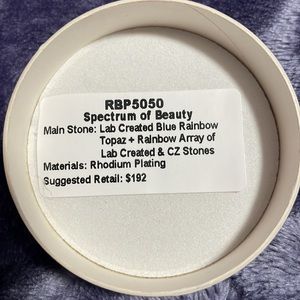 RBP5050
Spectrum of Beauty
Main Stone: Lab Created Blue Rainbow
Topaz + Rainbow Array of
Lab Created & CZ Stones
Materials: Rhodium Plating
Suggested Retail: $192